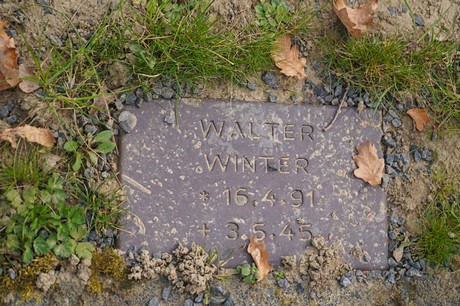 WALTER
WINTER
* 16.4.91
+ 3.5.45